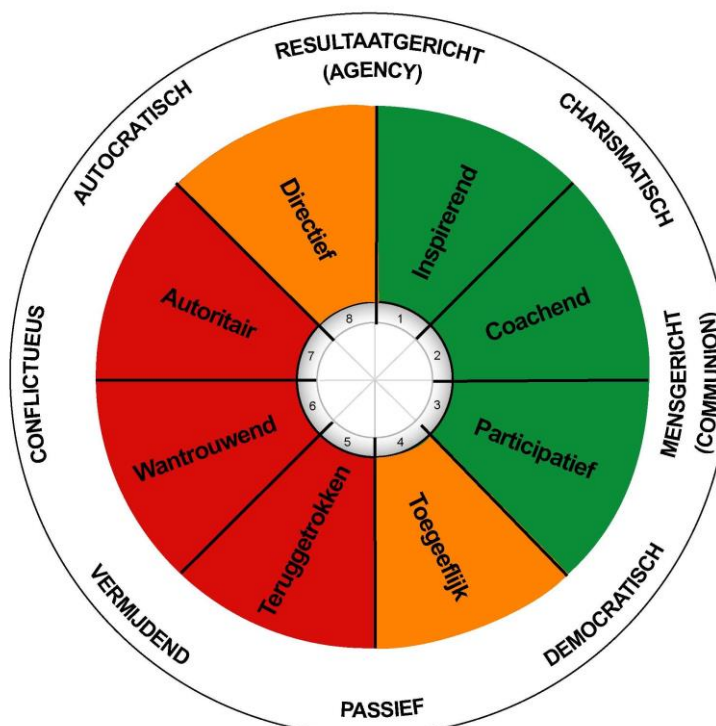 RESULTAATGERICHT
(AGENCY)
CHARISMATISCH
MENSGERICHT
(COMMUNION)
DEMOCRATISCH
PASSIEF
VERMIJDEND
CONFLICTUEUS
AUTOCRATISCH
Inspirerend
Coachend
Participatief
Toegeeflijk
Teruggetrokken
Wantrouwend
Autoritair
Directief
1
2
3
4
5
6
7
8